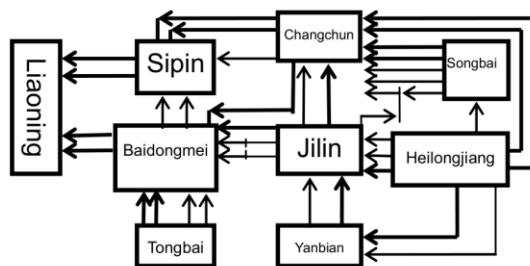 Changchun
Sipin
Songbai
Liaoning
Baidongmei
Jilin
Heilongjiang
Tongbai
Yanbian